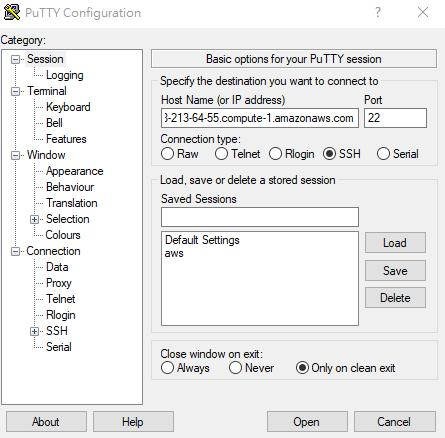 PuTTY Configuration
? ×
Category:
Session
Logging
Terminal
Keyboard
Bell
Features
Window
Appearance
Behaviour
Translation
Selection
Colours
Connection
Data
Proxy
Telnet
Rlogin
SSH
Serial
Basic options for your PuTTY session
Specify the destination you want to connect to
Host Name (or IP address) Port
-213-64-55.compute-1.amazonaws.com 22
Connection type:
Raw Telnet Rlogin SSH Serial
Load, save or delete a stored session
Saved Sessions
Default Settings
aws
Load
Save
Delete
Close window on exit:
Always Never Only on clean exit
About Help Open Cancel